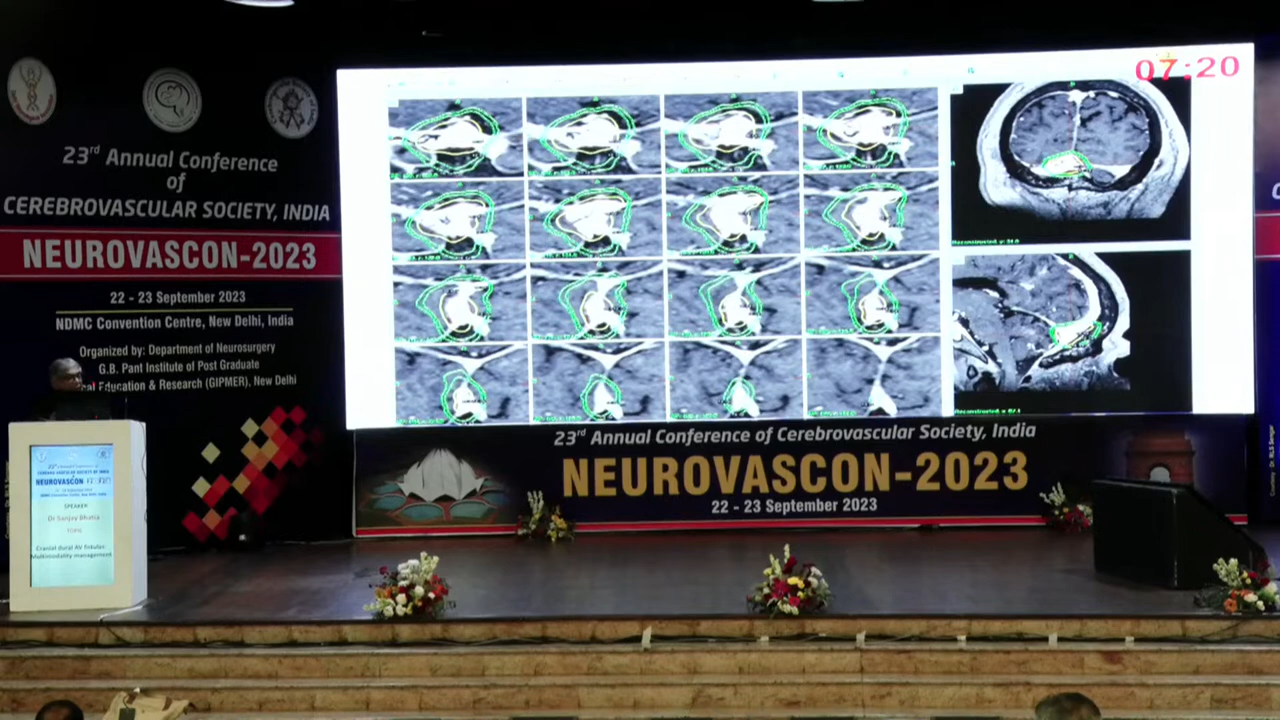 23rd Annual Conference
of
CEREBROVASCULAR SOCIETY, INDIA
NEUROVASCON-2023
22 - 23 September 2023
NDMC Convention Centre, New Delhi, India
Organized by: Department of Neurosurgery
G.B. Pant Institute of Post Graduate
cal Education & Research (GIPMER), New Delhi
07:20
23rd Annual Conference of Cerebrovascular Society, India
NEUROVASCON-2023
22 - 23 September 2023
NEUROVASCON
SPEAKER
Dr Sanjay Bhatia
TOPIC
Cranial dural AV fistulas
Multimodality management